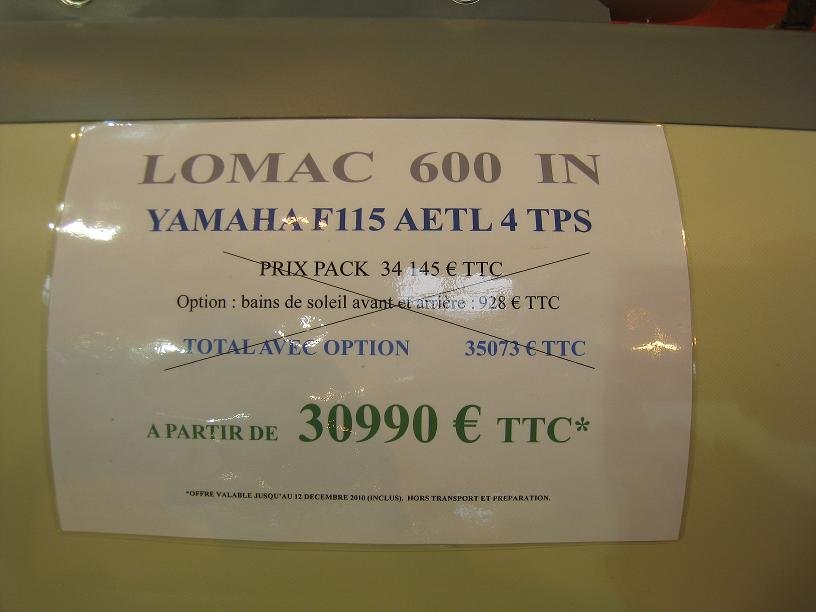 LOMAC 600 IN
YAMAHA F115 AETL 4 TPS
PRIX PACK 34 145 € TTC
Option : bains de soleil avant et arrière : 928 € TTC
TOTAL AVEC OPTION 35073 € TTC
A PARTIR DE 30990 € TTC*
*OFFRE VALABLE JUSQU'AU 12 DECEMBRE 2010 (INCLUS). HORS TRANSPORT ET PREPARATION.